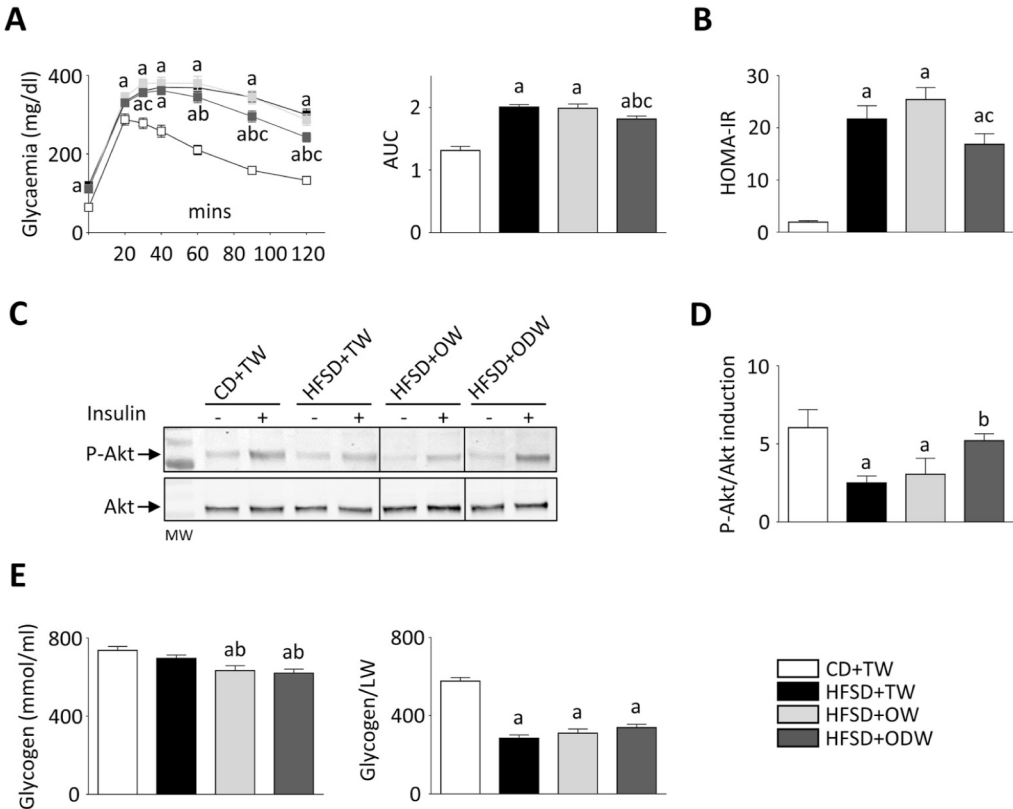 A
Glycaemia (mg/dl)
400
200
0
a
a
a
a
a
a
a
ac
a
ab
abc
abc
mins
20 40 60 80 100 120
AUC
2
1
0
a
a
abc
B
HOMA-IR
30
20
10
0
a
a
ac
C
CD+TW
HFSD+TW
HFSD+OW
HFSD+ODW
Insulin - + - + - + - +
P-Akt
Akt
MW
D
P-Akt/Akt induction
10
5
0
a
a
b
E
Glycogen (mmol/ml)
800
400
0
ab
ab
Glycogen/LW
800
400
0
a
a
a
CD+TW
HFSD+TW
HFSD+OW
HFSD+ODW